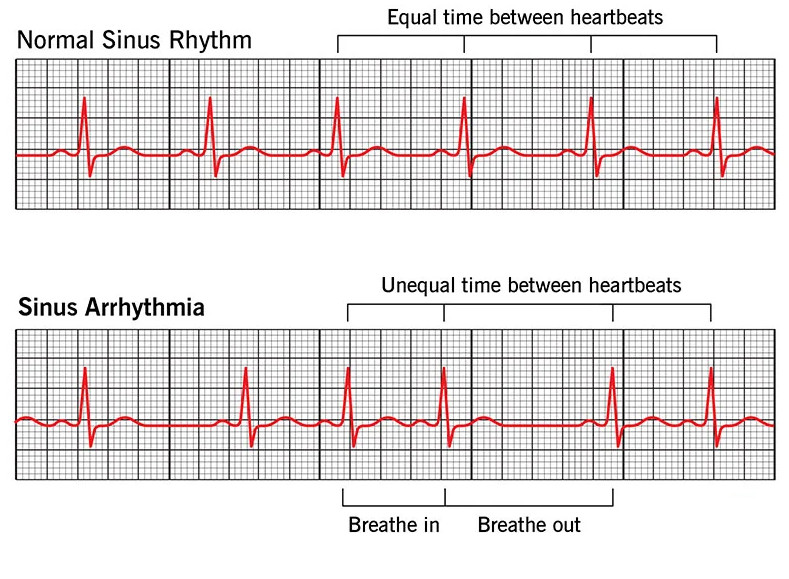 Equal time between heartbeats
Normal Sinus Rhythm
Unequal time between heartbeats
Sinus Arrhythmia
Breathe in
Breathe out